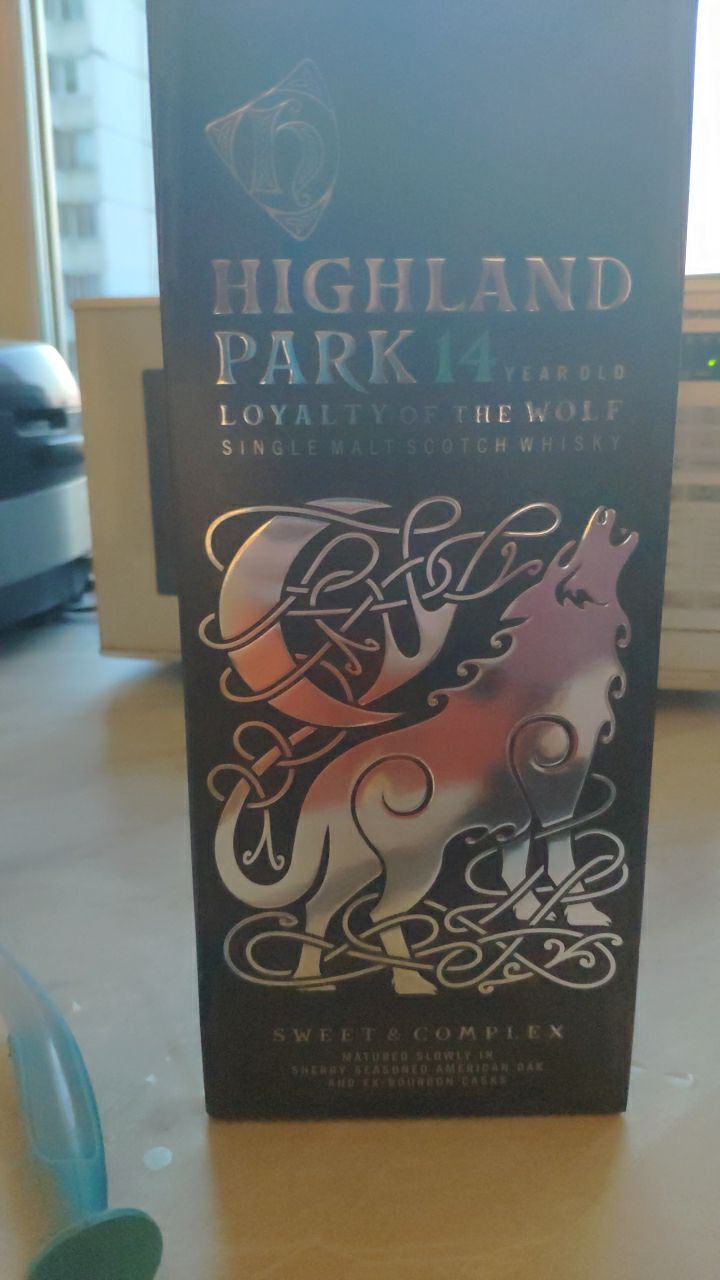 h
HIGHLAND
PARK 14 YEAR OLD
LOYALTY OF THE WOLF
SINGLE MALT SCOTCH WHISKY
SWEET & COMPLEX
MATURED SLOWLY IN
SHERRY SEASONED AMERICAN OAK
AND EX-BOURBON CASKS